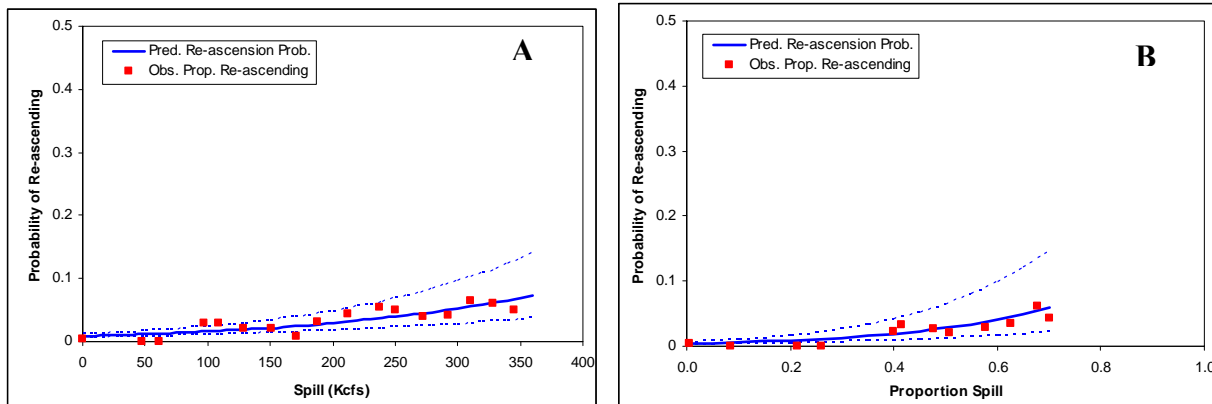 0.5
0.4
0.3
0.2
0.1
0
Probability of Re-ascending
Pred. Re-ascension Prob.
Obs. Prop. Re-ascending
A
0 50 100 150 200 250 300 350 400
Spill (Kcfs)
0.5
0.4
0.3
0.2
0.1
0
Probability of Re-ascending
Pred. Re-ascension Prob.
Obs. Prop. Re-ascending
B
0.0 0.2 0.4 0.6 0.8 1.0
Proportion Spill